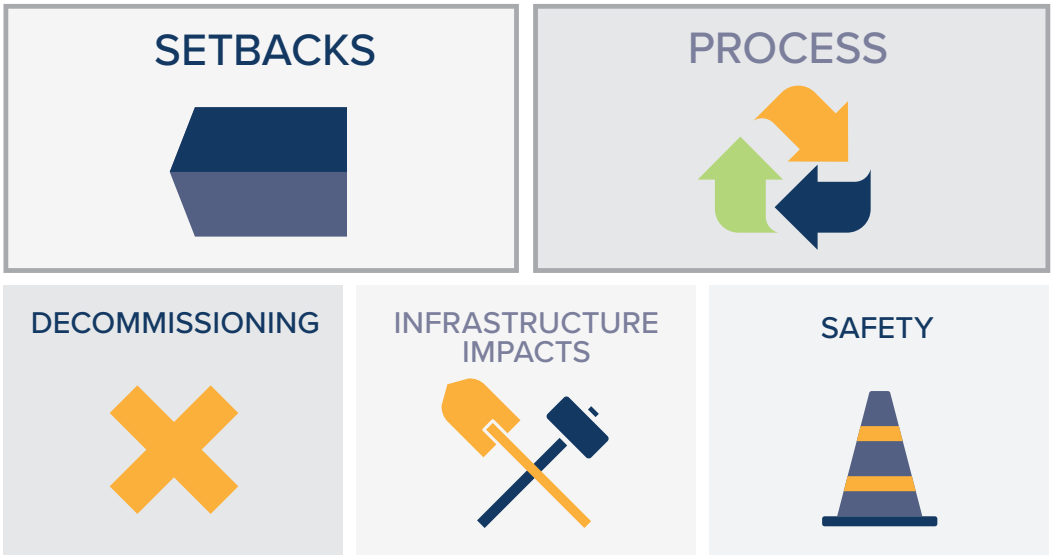 SETBACKS
PROCESS
DECOMMISSIONING
INFRASTRUCTURE
IMPACTS
SAFETY